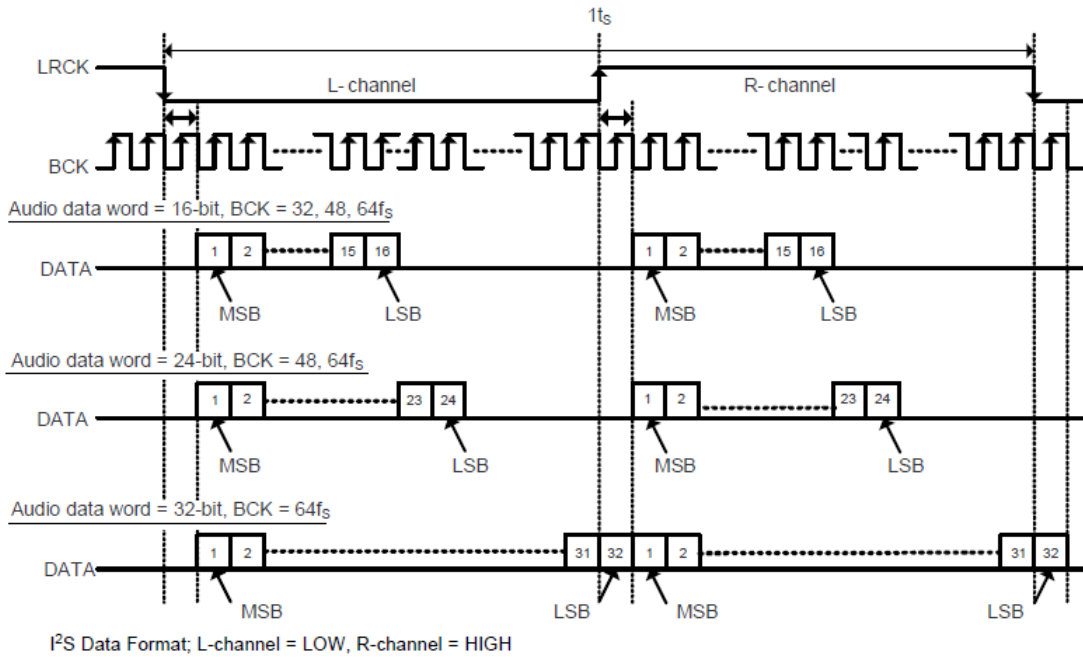 1tS
LRCK
L- channel
R- channel
BCK
Audio data word = 16-bit, BCK = 32, 48, 64fS
DATA
1 2 15 16 1 2 15 16
MSB LSB MSB LSB
Audio data word = 24-bit, BCK = 48, 64fS
DATA
1 2 23 24 1 2 23 24
MSB LSB MSB LSB
Audio data word = 32-bit, BCK = 64fS
DATA
1 2 31 32 1 2 31 32
MSB LSB MSB LSB
I²S Data Format; L-channel = LOW, R-channel = HIGH